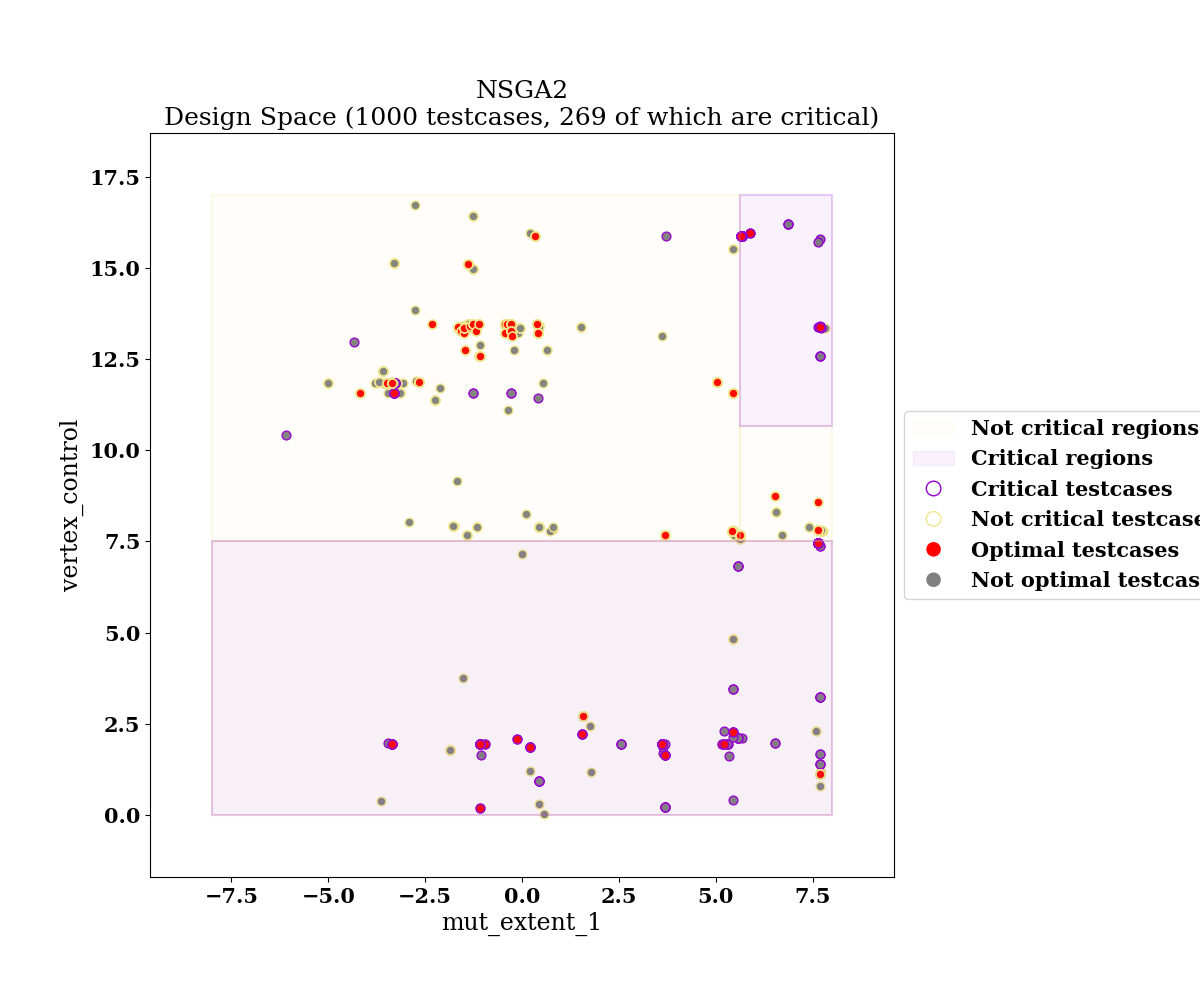 NSGA2
Design Space (1000 testcases, 269 of which are critical)
17.5
15.0
12.5
10.0
7.5
5.0
2.5
0.0
vertex_control
−7.5 −5.0 −2.5 0.0 2.5 5.0 7.5
mut_extent_1
Not critical regions
Critical regions
Critical testcases
Not critical testcase
Optimal testcases
Not optimal testcas